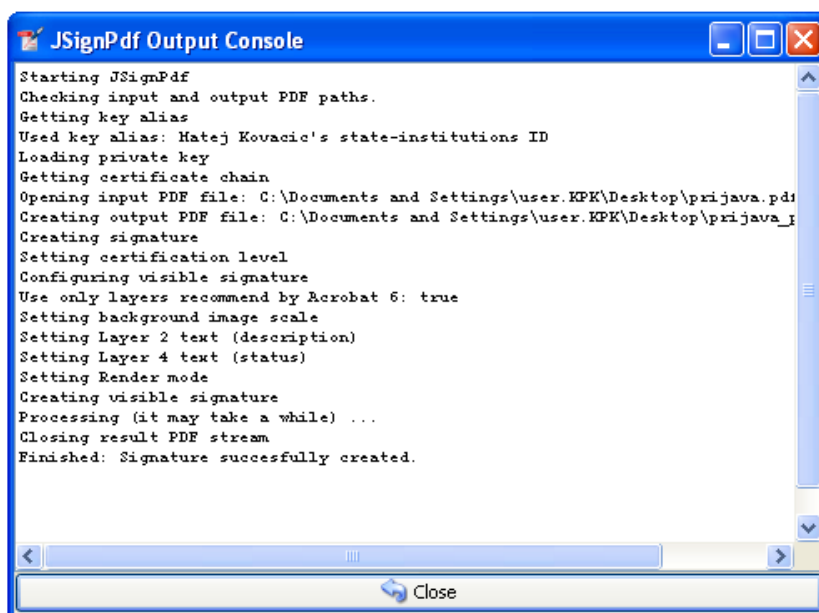 JSignPdf Output Console
Starting JSignPdf
Checking input and output PDF paths.
Getting key alias
Used key alias: Matej Kovacic's state-institutions ID
Loading private key
Getting certificate chain
Opening input PDF file: C:\Documents and Settings\user.KPK\Desktop\prijava.pdf
Creating output PDF file: C:\Documents and Settings\user.KPK\Desktop\prijava_p
Creating signature
Setting certification level
Configuring visible signature
Use only layers recommend by Acrobat 6: true
Setting background image scale
Setting Layer 2 text (description)
Setting Layer 4 text (status)
Setting Render mode
Creating visible signature
Processing (it may take a while) ...
Closing result PDF stream
Finished: Signature succesfully created.
Close